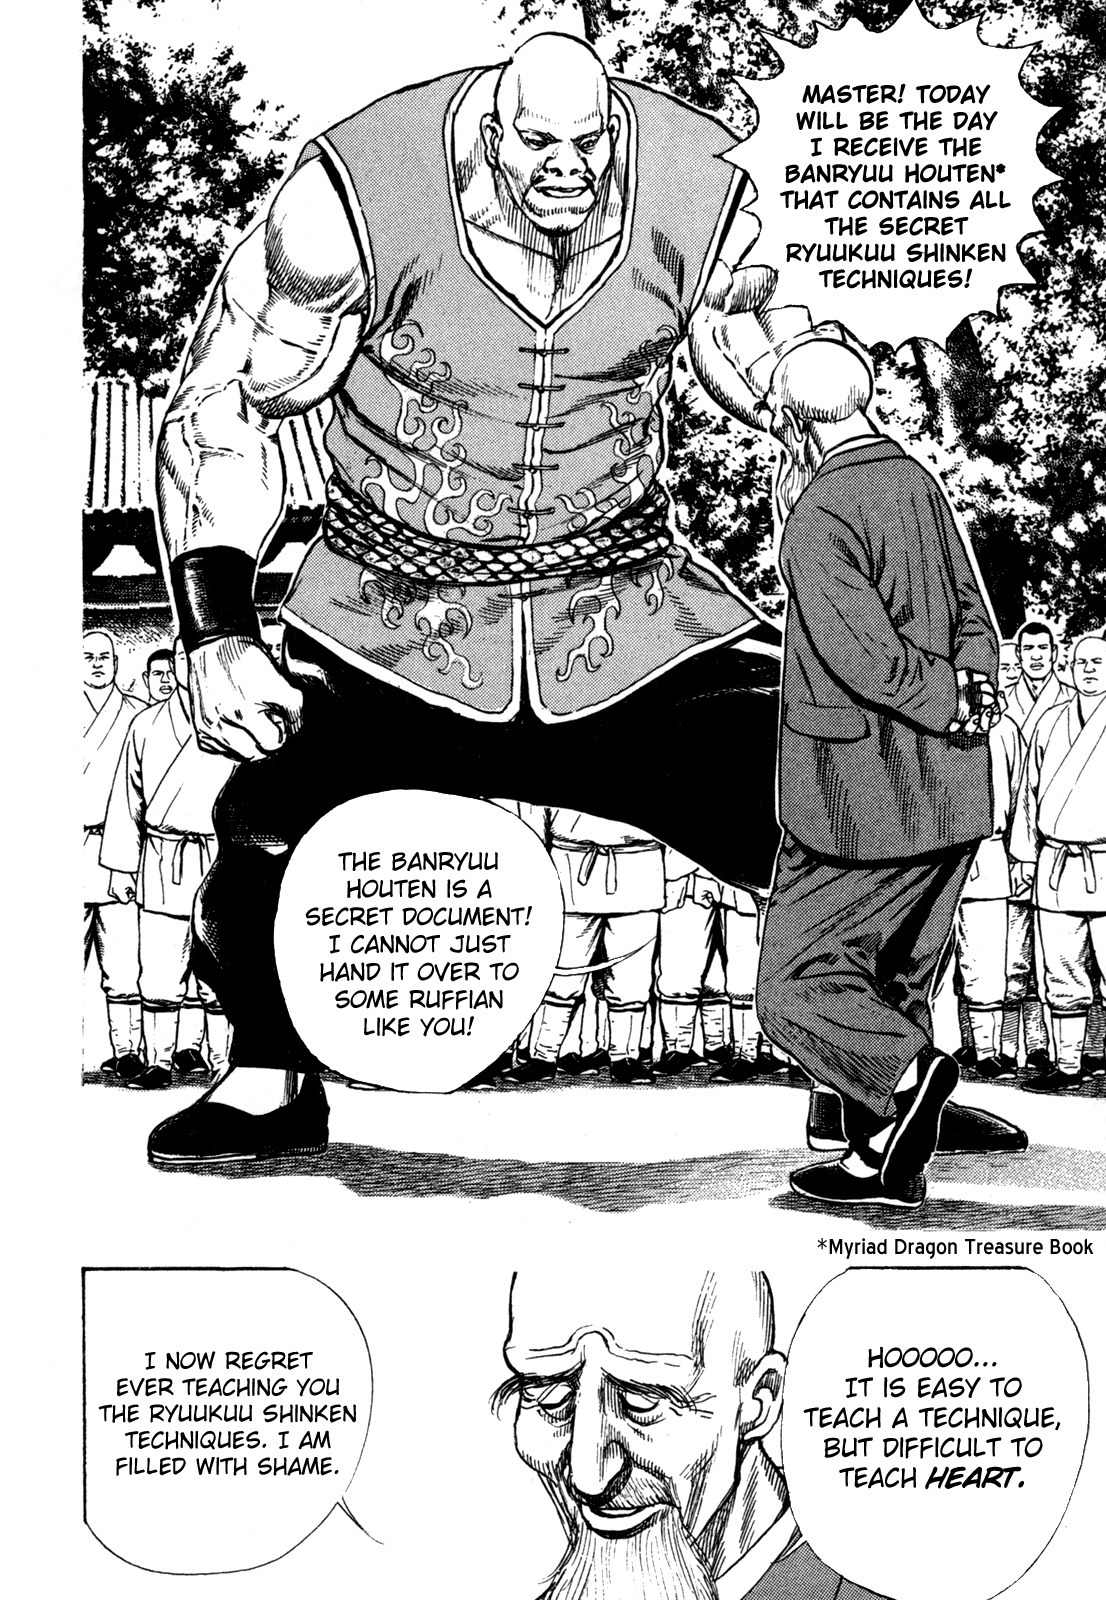 MASTER! TODAY
WILL BE THE DAY
I RECEIVE THE
BANRYUU HOUTEN*
THAT CONTAINS ALL
THE SECRET
RYUUKUU SHINKEN
TECHNIQUES!
THE BANRYUU
HOUTEN IS A
SECRET DOCUMENT!
I CANNOT JUST
HAND IT OVER TO
SOME RUFFIAN
LIKE YOU!
*Myriad Dragon Treasure Book
HOOOOO...
IT IS EASY TO
TEACH A TECHNIQUE,
BUT DIFFICULT TO
TEACH HEART.
I NOW REGRET
EVER TEACHING YOU
THE RYUUKUU SHINKEN
TECHNIQUES. I AM
FILLED WITH SHAME.